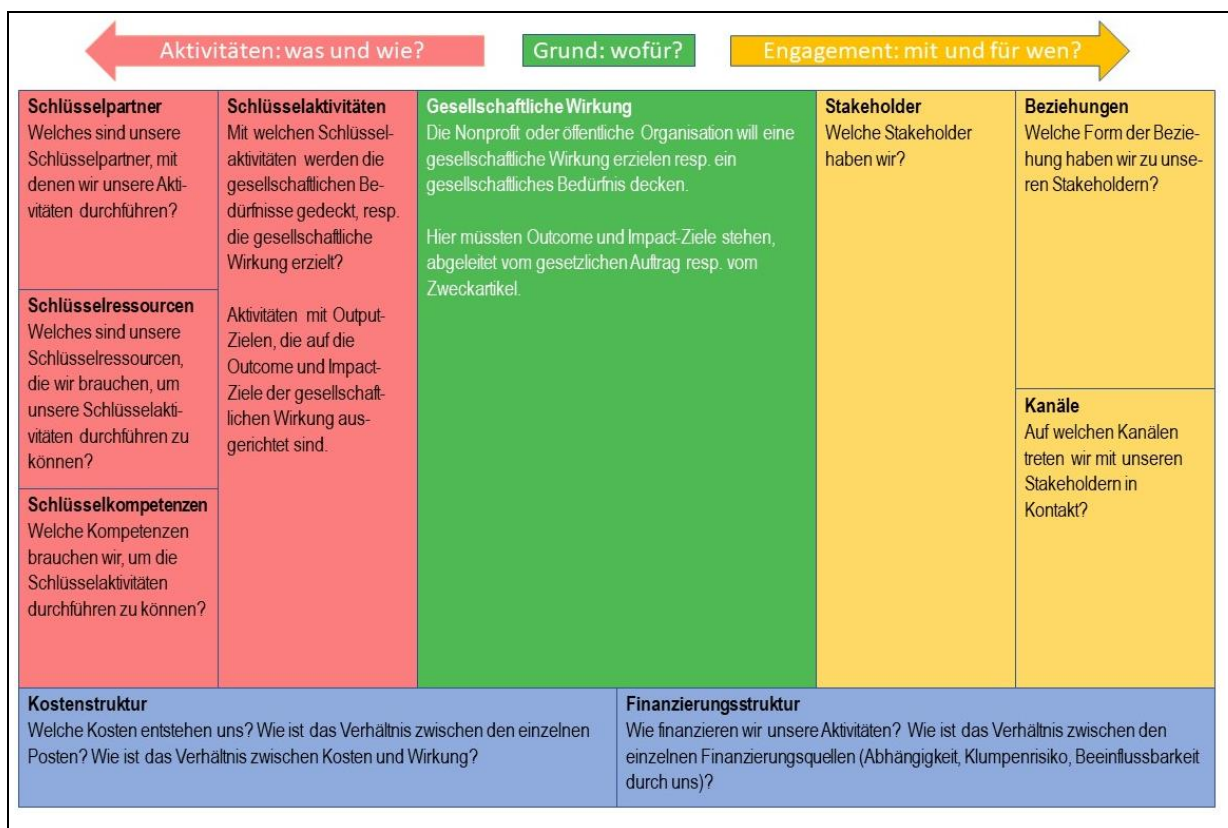 Aktivitäten: was und wie?
Grund: wofür?
Engagement: mit und für wen?
Schlüsselpartner
Welches sind unsere
Schlüsselpartner, mit
denen wir unsere Akti-
vitäten durchführen?
Schlüsselressourcen
Welches sind unsere
Schlüsselressourcen,
die wir brauchen, um
unsere Schlüsselakti-
vitäten durchführen zu
können?
Schlüsselkompetenzen
Welche Kompetenzen
brauchen wir, um die
Schlüsselaktivitäten
durchführen zu können?
Schlüsselaktivitäten
Mit welchen Schlüssel-
aktivitäten werden die
gesellschaftlichen Be-
dürfnisse gedeckt, resp.
die gesellschaftliche
Wirkung erzielt?
Aktivitäten mit Output-
Zielen, die auf die
Outcome und Impact-
Ziele der gesellschaft-
lichen Wirkung aus-
gerichtet sind.
Gesellschaftliche Wirkung
Die Nonprofit oder öffentliche Organisation will eine
gesellschaftliche Wirkung erzielen resp. ein
gesellschaftliches Bedürfnis decken.
Hier müssten Outcome und Impact-Ziele stehen,
abgeleitet vom gesetzlichen Auftrag resp. vom
Zweckartikel.
Stakeholder
Welche Stakeholder
haben wir?
Beziehungen
Welche Form der Bezie-
hung haben wir zu unse-
ren Stakeholdern?
Kanäle
Auf welchen Kanälen
treten wir mit unseren
Stakeholdern in
Kontakt?
Kostenstruktur
Welche Kosten entstehen uns? Wie ist das Verhältnis zwischen den einzelnen
Posten? Wie ist das Verhältnis zwischen Kosten und Wirkung?
Finanzierungsstruktur
Wie finanzieren wir unsere Aktivitäten? Wie ist das Verhältnis zwischen den
einzelnen Finanzierungsquellen (Abhängigkeit, Klumpenrisiko, Beeinflussbarkeit
durch uns)?